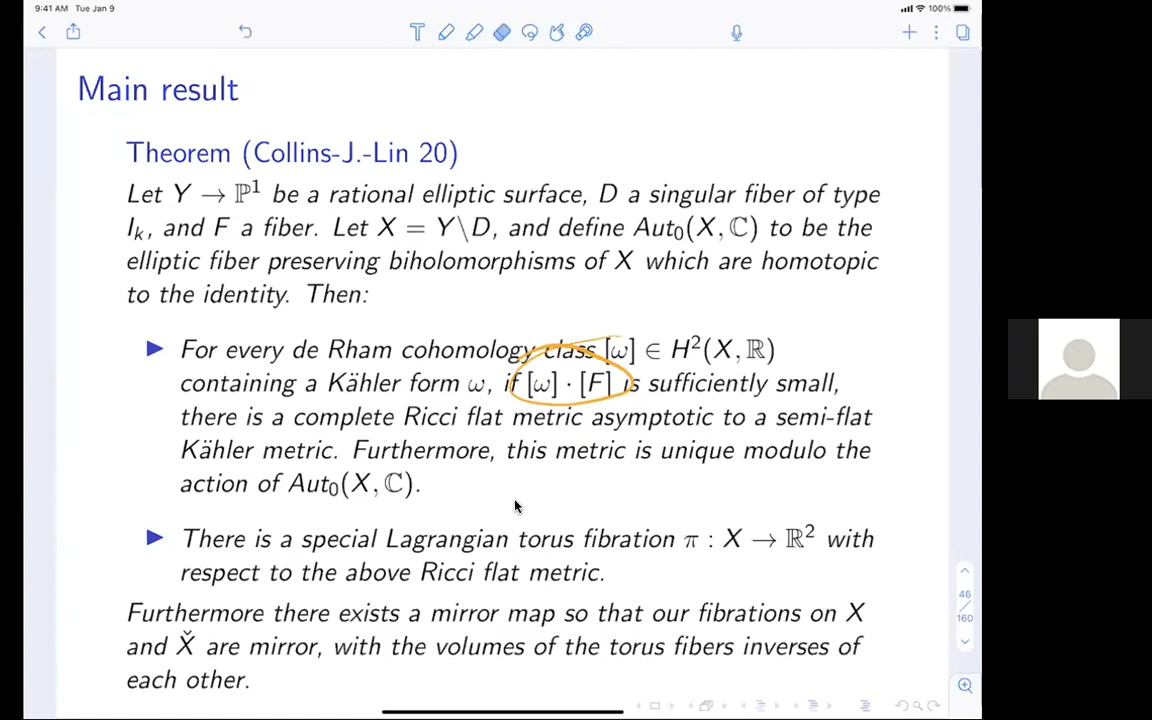 9:41 AM Tue Jan 9
100%
Main result
Theorem (Collins-J.-Lin 20)
Let Y → ℙ¹ be a rational elliptic surface, D a singular fiber of type
Iₖ, and F a fiber. Let X = Y\D, and define Aut₀(X, ℂ) to be the
elliptic fiber preserving biholomorphisms of X which are homotopic
to the identity. Then:
▶ For every de Rham cohomology class [ω] ∈ H²(X, ℝ)
containing a Kähler form ω, if [ω] · [F] is sufficiently small,
there is a complete Ricci flat metric asymptotic to a semi-flat
Kähler metric. Furthermore, this metric is unique modulo the
action of Aut₀(X, ℂ).
▶ There is a special Lagrangian torus fibration π : X → ℝ² with
respect to the above Ricci flat metric.
Furthermore there exists a mirror map so that our fibrations on X
and X̌ are mirror, with the volumes of the torus fibers inverses of
each other.
46
/
160